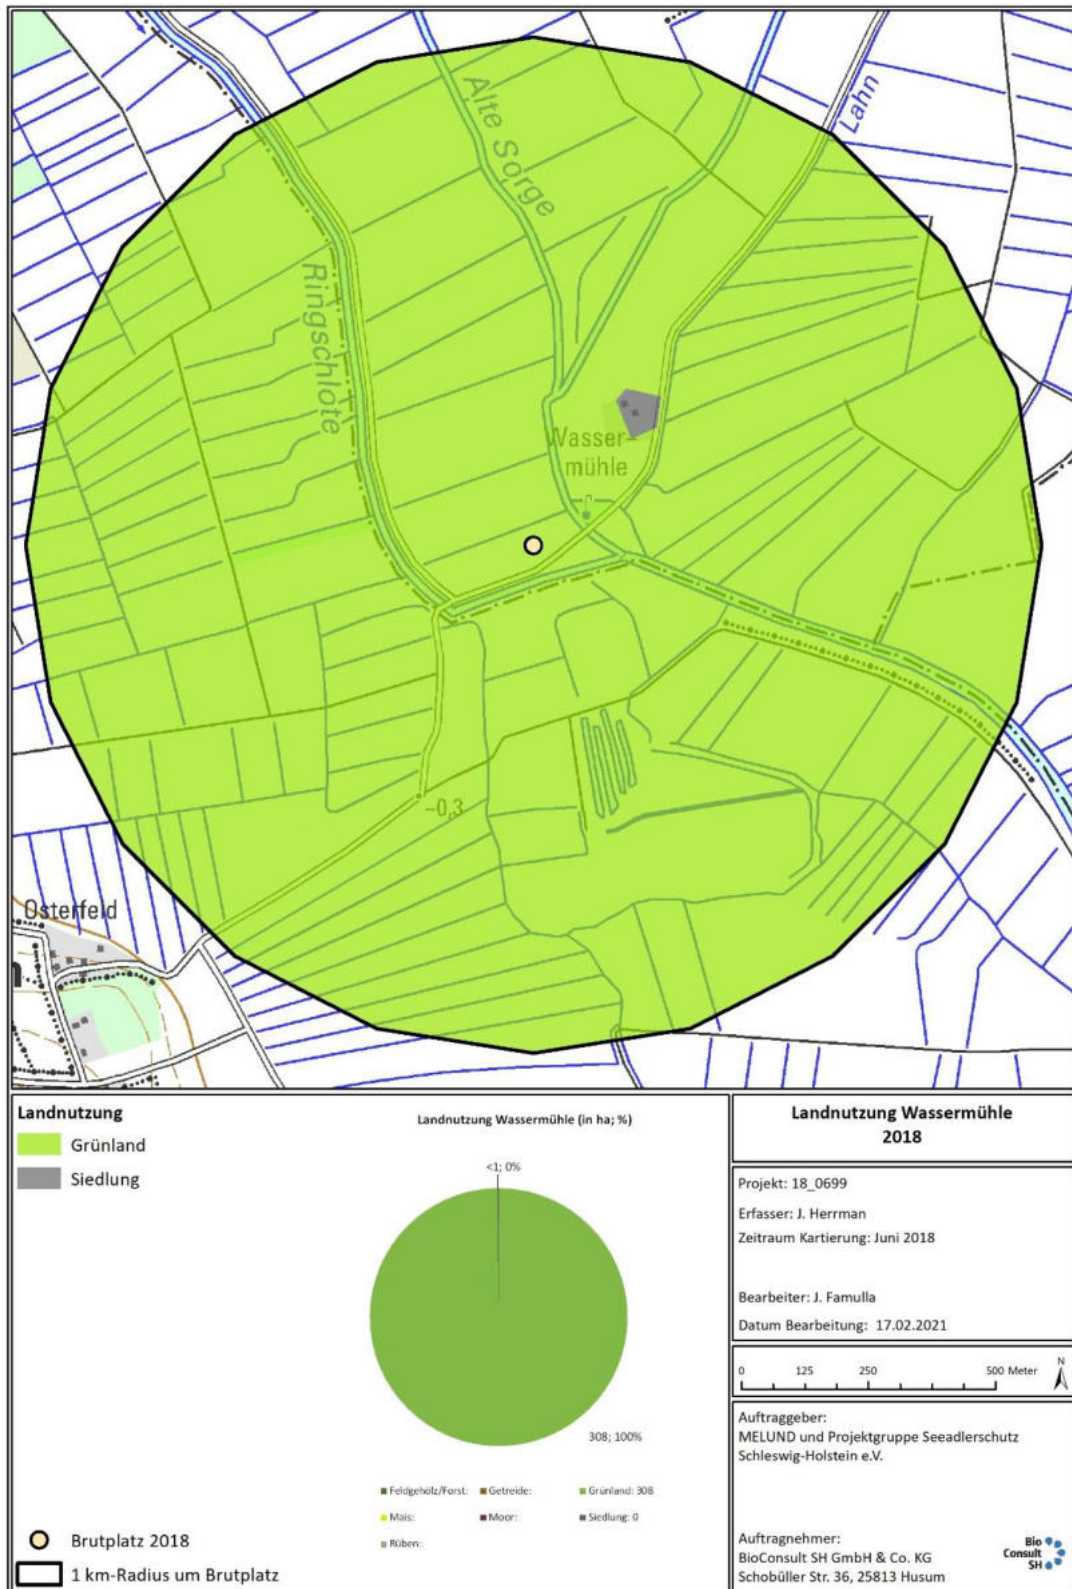 Alte Sorge
Lahn
Ringschlote
Wasser-
mühle
-0,3
Osterfeld
n
Landnutzung
Grünland
Siedlung
Brutplatz 2018
1 km-Radius um Brutplatz
Landnutzung Wassermühle (in ha; %)
<1; 0%
308; 100%
Feldgehölz/Forst:
Getreide:
Grünland: 308
Mais:
Moor:
Siedlung: 0
Rüben:
Landnutzung Wassermühle
2018
Projekt: 18_0699
Erfasser: J. Herrman
Zeitraum Kartierung: Juni 2018
Bearbeiter: J. Famulla
Datum Bearbeitung: 17.02.2021
0 125 250 500 Meter
N
Auftraggeber:
MELUND und Projektgruppe Seeadlerschutz
Schleswig-Holstein e.V.
Auftragnehmer:
BioConsult SH GmbH & Co. KG
Schobüller Str. 36, 25813 Husum
Bio
Consult
SH